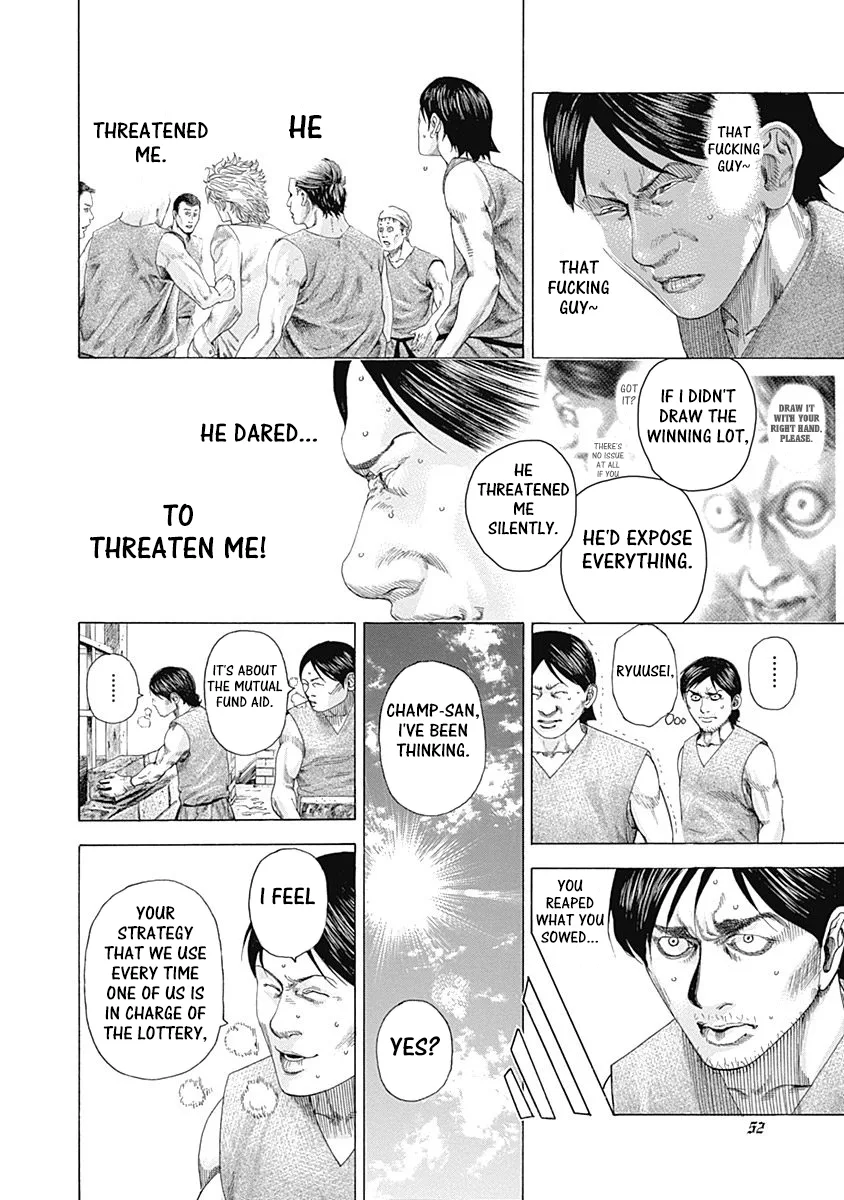 THAT
FUCKING
GUY~
THAT
FUCKING
GUY~
HE
THREATENED
ME.
DRAW IT
WITH YOUR
RIGHT HAND,
PLEASE.
IF I DIDN'T
DRAW THE
WINNING LOT,
HE'D EXPOSE
EVERYTHING.
GOT
IT?
THERE'S
NO ISSUE
AT ALL
IF YOU
HE
THREATENED
ME
SILENTLY.
HE DARED...
TO
THREATEN ME!
......
RYUUSEI,
YOU
REAPED
WHAT YOU
SOWED...
CHAMP-SAN,
I'VE BEEN
THINKING.
YES?
IT'S ABOUT
THE MUTUAL
FUND AID.
......
I FEEL
YOUR
STRATEGY
THAT WE USE
EVERY TIME
ONE OF US IS
IN CHARGE OF
THE LOTTERY,
52